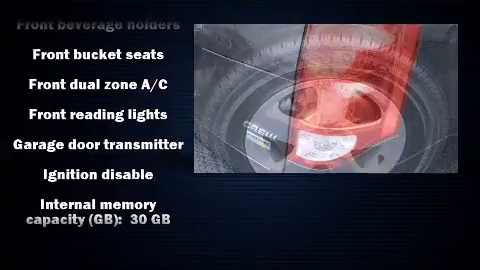 Front beverage holders
Front bucket seats
Front dual zone A/C
Front reading lights
Garage door transmitter
Ignition disable
Internal memory
capacity (GB): 30 GB
CREW